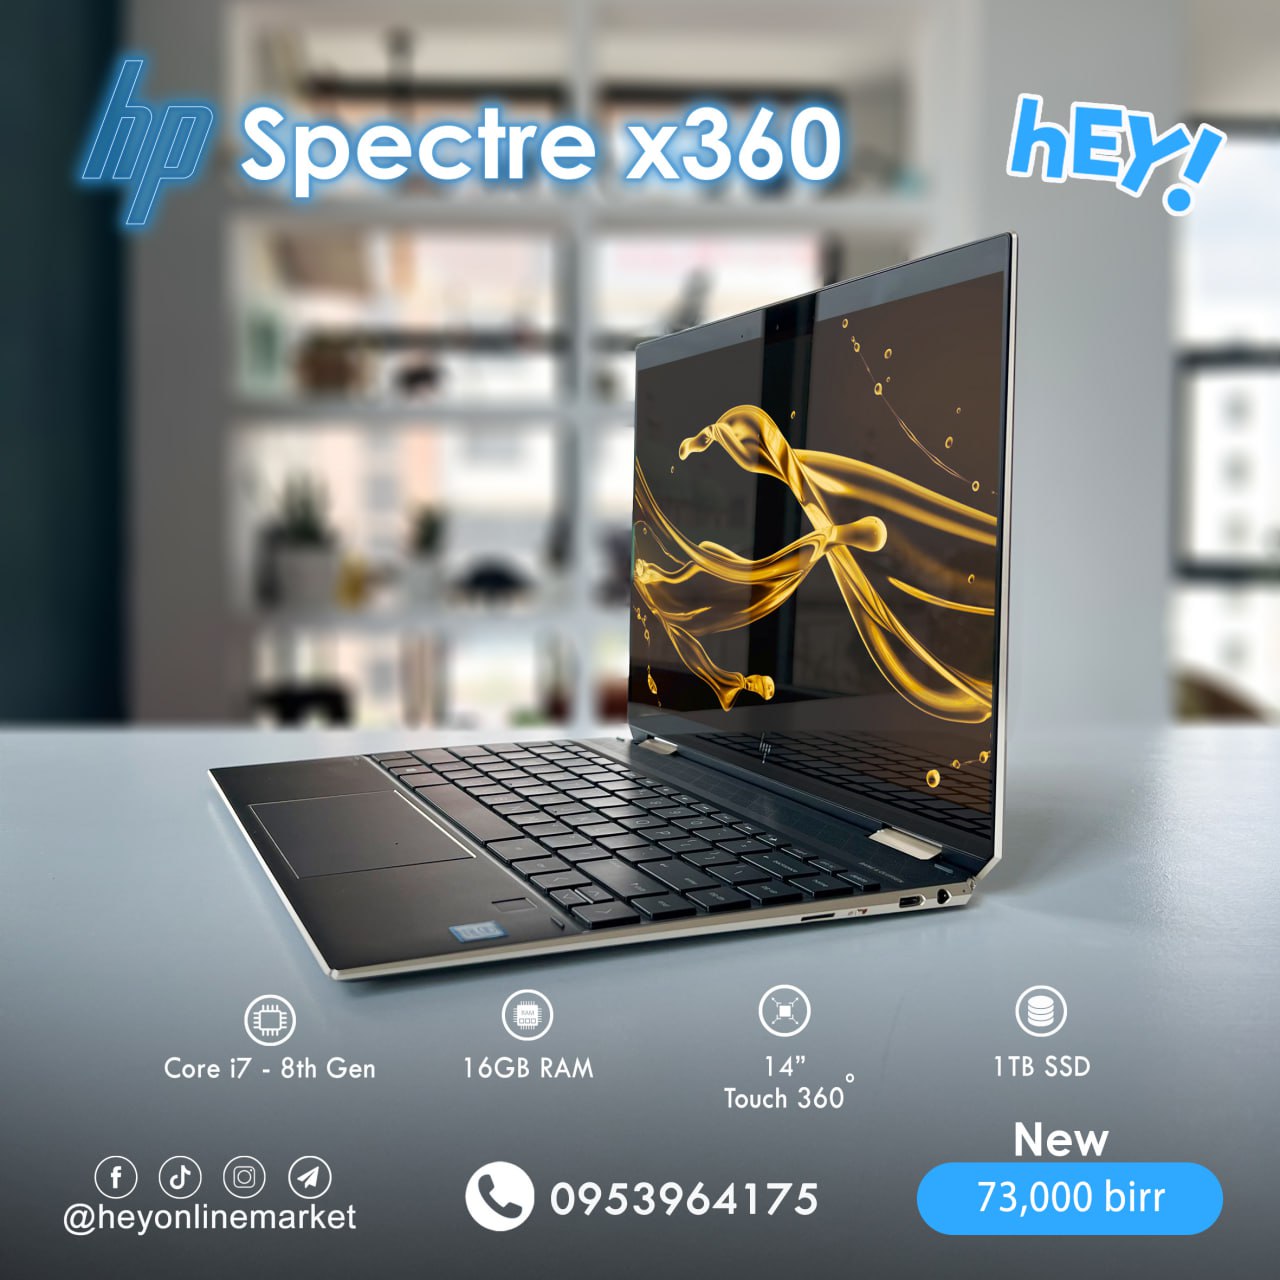 hp Spectre x360
hEY!
Core i7 - 8th Gen
16GB RAM
14”
Touch 360°
1TB SSD
New
73,000 birr
@heyonlinemarket
0953964175